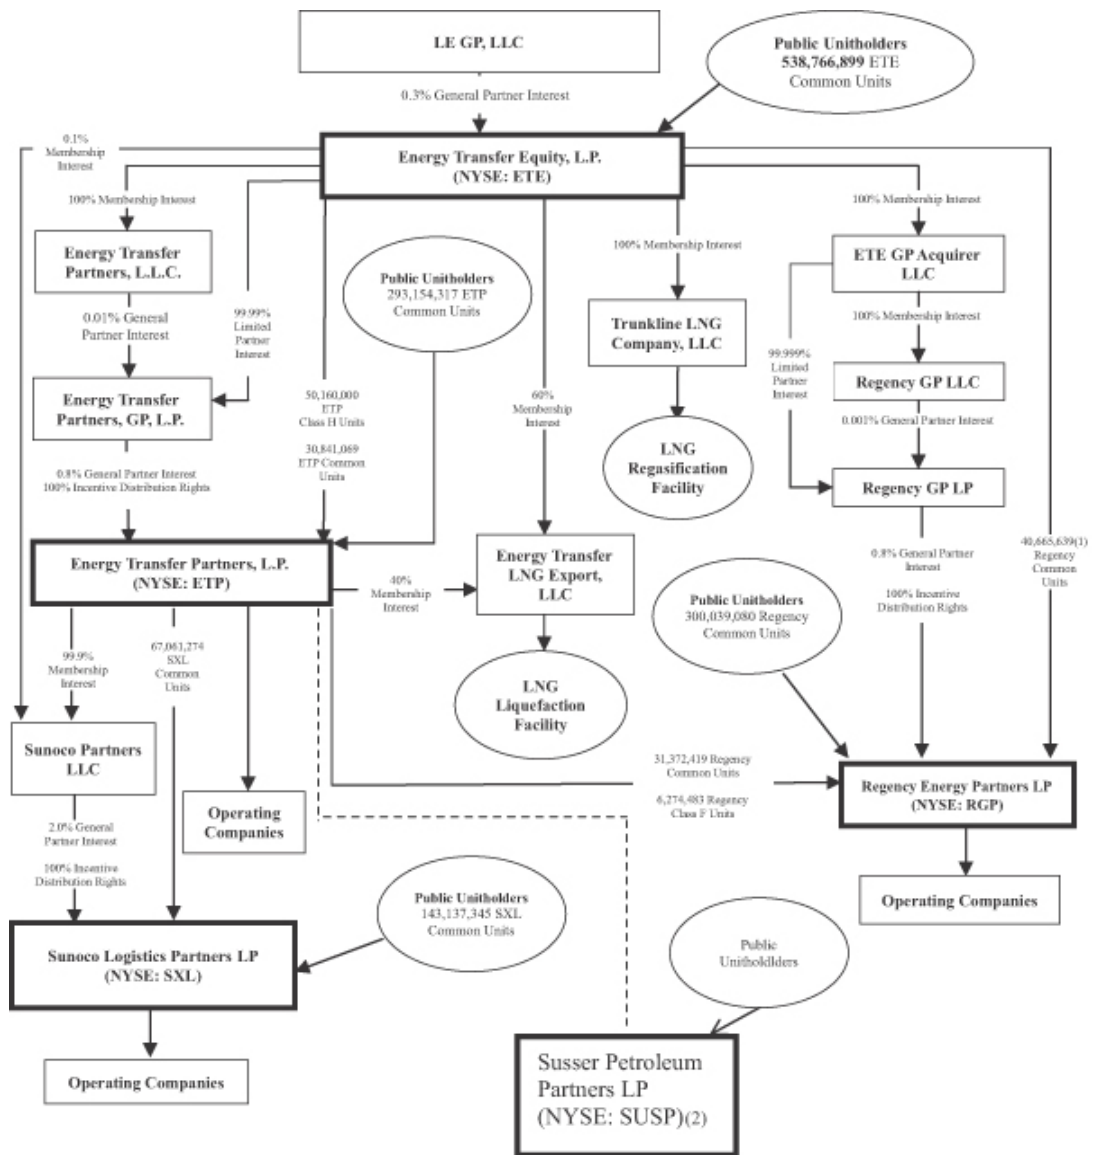 LE GP, LLC
Public Unitholders
538,766,899 ETE
Common Units
0.3% General Partner Interest
0.1%
Membership
Interest
Energy Transfer Equity, L.P.
(NYSE: ETE)
100% Membership Interest
100% Membership Interest
Energy Transfer
Partners, L.L.C.
Public Unitholders
293,154,317 ETP
Common Units
100% Membership Interest
ETE GP Acquirer
LLC
0.01% General
Partner Interest
99.99%
Limited
Partner
Interest
Trunkline LNG
Company, LLC
100% Membership Interest
99.999%
Limited
Partner
Interest
Energy Transfer
Partners, GP, L.P.
50,160,000
ETP
Class H Units
30,841,069
ETP Common
Units
60%
Membership
Interest
Regency GP LLC
0.001% General Partner Interest
LNG
Regasification
Facility
0.8% General Partner Interest
100% Incentive Distribution Rights
Regency GP LP
Energy Transfer Partners, L.P.
(NYSE: ETP)
40%
Membership
Interest
Energy Transfer
LNG Export,
LLC
0.8% General Partner
Interest
100% Incentive
Distribution Rights
40,665,639(1)
Regency
Common
Units
Public Unitholders
300,039,080 Regency
Common Units
99.9%
Membership
Interest
67,061,274
SXL
Common
Units
LNG
Liquefaction
Facility
Sunoco Partners
LLC
31,372,419 Regency
Common Units
6,274,483 Regency
Class F Units
Regency Energy Partners LP
(NYSE: RGP)
Operating
Companies
2.0% General
Partner Interest
100% Incentive
Distribution Rights
Public Unitholders
143,137,345 SXL
Common Units
Operating Companies
Sunoco Logistics Partners LP
(NYSE: SXL)
Public
Unitholdlders
Operating Companies
Susser Petroleum
Partners LP
(NYSE: SUSP)(2)